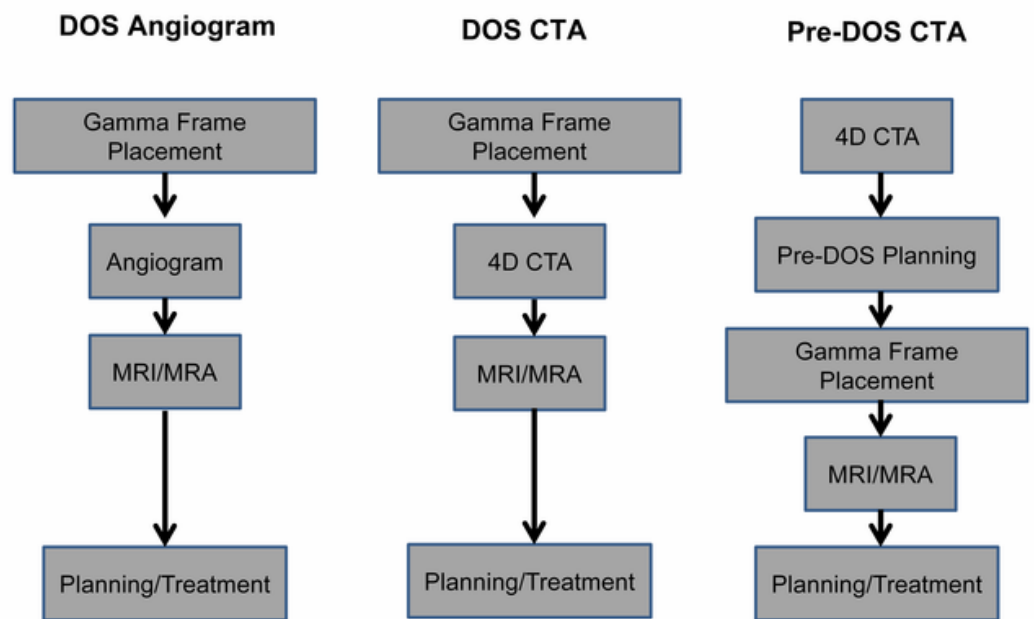 DOS Angiogram
Gamma Frame
Placement
Angiogram
MRI/MRA
Planning/Treatment
DOS CTA
Gamma Frame
Placement
4D CTA
MRI/MRA
Planning/Treatment
Pre-DOS CTA
4D CTA
Pre-DOS Planning
Gamma Frame
Placement
MRI/MRA
Planning/Treatment